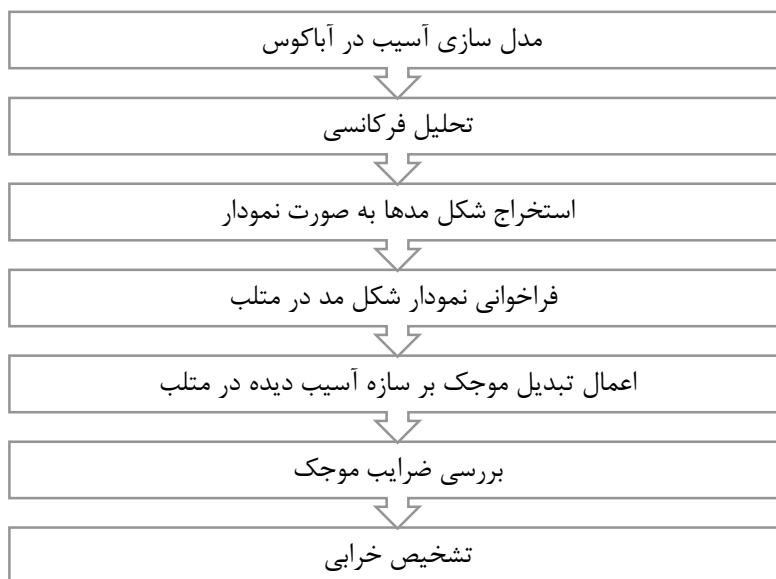 مدل سازی آسیب در آباکوس
تحلیل فرکانسی
استخراج شکل مدها به صورت نمودار
فراخوانی نمودار شکل مد در متلب
اعمال تبدیل موجک بر سازه آسیب دیده در متلب
بررسی ضرایب موجک
تشخیص خرابی